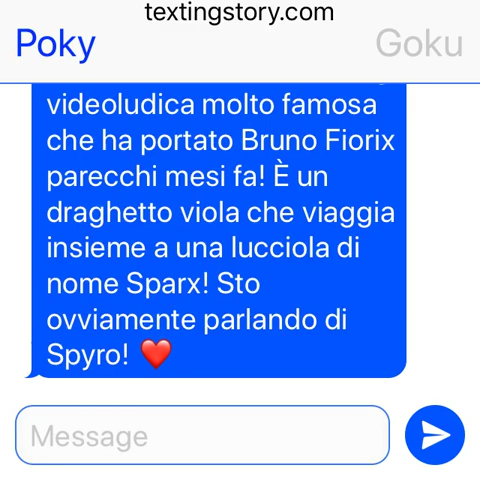 textingstory.com
Poky
Goku
videoludica molto famosa
che ha portato Bruno Fiorix
parecchi mesi fa! È un
draghetto viola che viaggia
insieme a una lucciola di
nome Sparx! Sto
ovviamente parlando di
Spyro! ❤️
Message